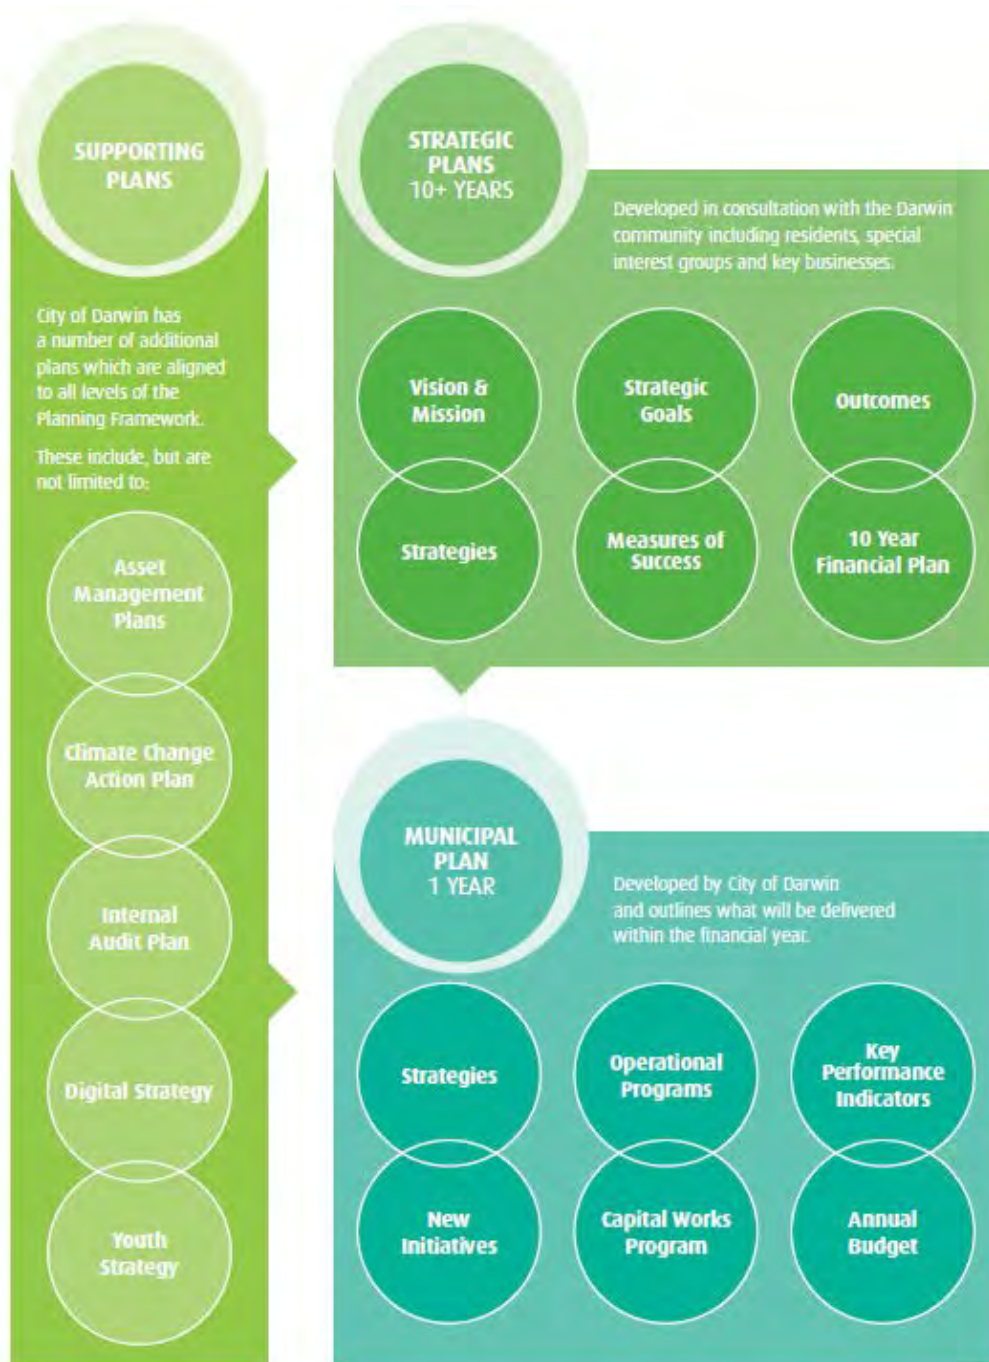 SUPPORTING
PLANS
City of Darwin has
a number of additional
plans which are aligned
to all levels of the
Planning Framework.
These include, but are
not limited to:
Asset
Management
Plans
Climate Change
Action Plan
Internal
Audit Plan
Digital Strategy
Youth
Strategy
STRATEGIC
PLANS
10+ YEARS
Developed in consultation with the Darwin
community including residents, special
interest groups and key businesses.
Vision &
Mission
Strategic
Goals
Outcomes
Strategies
Measures of
Success
10 Year
Financial Plan
MUNICIPAL
PLAN
1 YEAR
Developed by City of Darwin
and outlines what will be delivered
within the financial year.
Strategies
Operational
Programs
Key
Performance
Indicators
New
Initiatives
Capital Works
Program
Annual
Budget